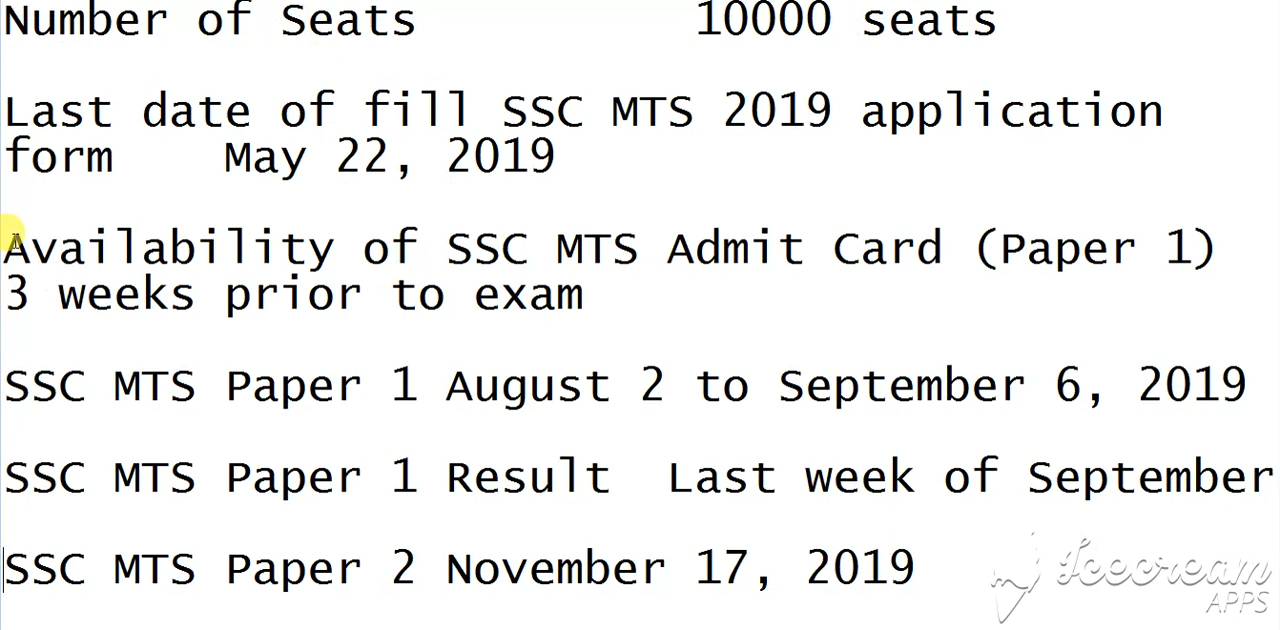 Number of Seats 10000 seats
Last date of fill SSC MTS 2019 application
form May 22, 2019
Availability of SSC MTS Admit Card (Paper 1)
3 weeks prior to exam
SSC MTS Paper 1 August 2 to September 6, 2019
SSC MTS Paper 1 Result Last week of September
SSC MTS Paper 2 November 17, 2019
Icecream
APPS